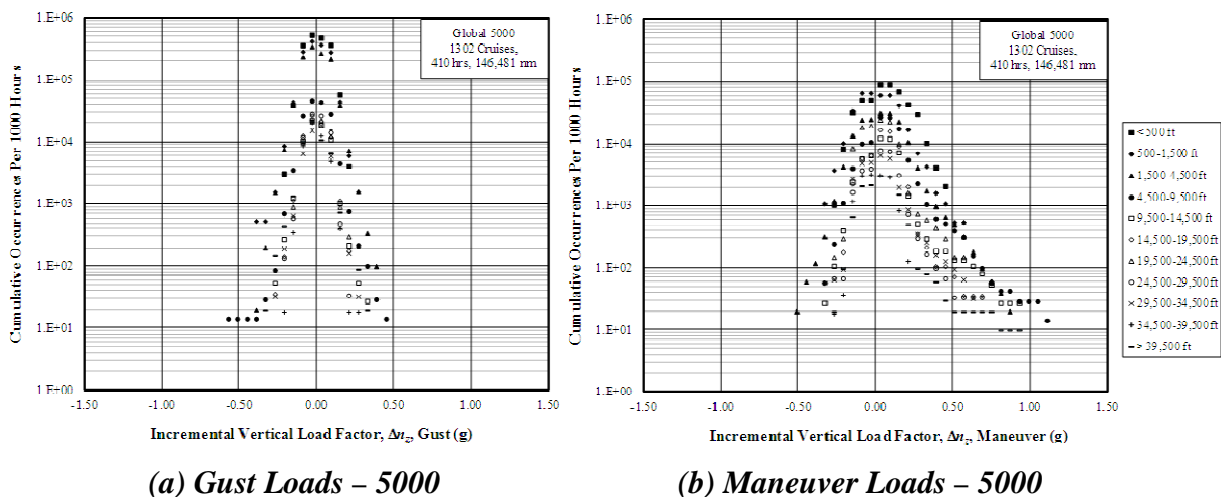 1.E+06
1.E+05
1.E+04
1.E+03
1.E+02
1.E+01
1.E+00
Cumulative Occurrences Per 1000 Hours
Global 5000
1302 Cruises,
410 hrs, 146,481 nm
-1.50
-1.00
-0.50
0.00
0.50
1.00
1.50
Incremental Vertical Load Factor, Δnz, Gust (g)
(a) Gust Loads – 5000
1.E+06
1.E+05
1.E+04
1.E+03
1.E+02
1.E+01
1.E+00
Cumulative Occurrences Per 1000 Hours
Global 5000
1302 Cruises,
410 hrs, 146,481 nm
-1.50
-1.00
-0.50
0.00
0.50
1.00
1.50
Incremental Vertical Load Factor, Δnz, Maneuver (g)
(b) Maneuver Loads – 5000
<500 ft
500-1,500 ft
1,500-4,500 ft
4,500-9,500 ft
9,500-14,500 ft
14,500-19,500 ft
19,500-24,500 ft
24,500-29,500 ft
29,500-34,500 ft
34,500-39,500 ft
> 39,500 ft